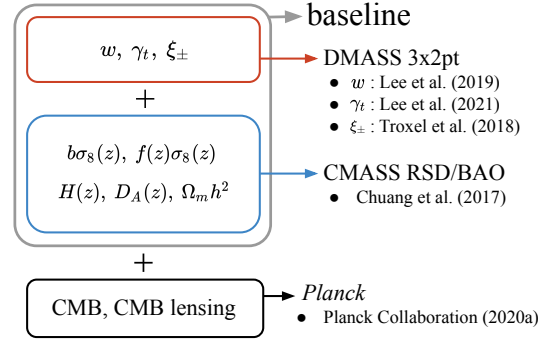 baseline
w, γt, ξ±
DMASS 3x2pt
● w : Lee et al. (2019)
● γt : Lee et al. (2021)
● ξ± : Troxel et al. (2018)
+
bσ8(z), f(z)σ8(z)
H(z), DA(z), Ωmh²
CMASS RSD/BAO
● Chuang et al. (2017)
+
CMB, CMB lensing
Planck
● Planck Collaboration (2020a)